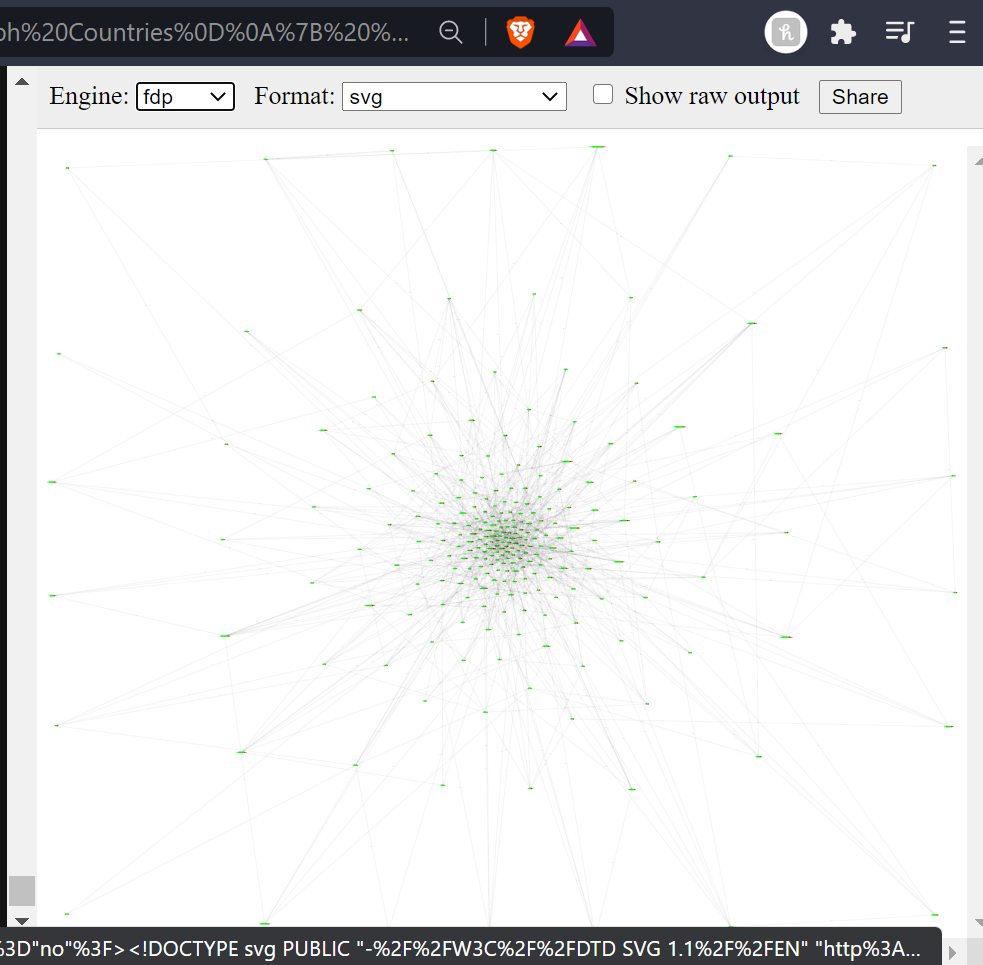 ph%20Countries%0D%0A%7B%20%...
Engine: fdp Format: svg Show raw output Share
%3D"no"%3F><!DOCTYPE svg PUBLIC "-%2F%2FW3C%2F%2FDTD SVG 1.1%2F%2FEN" "http%3A...